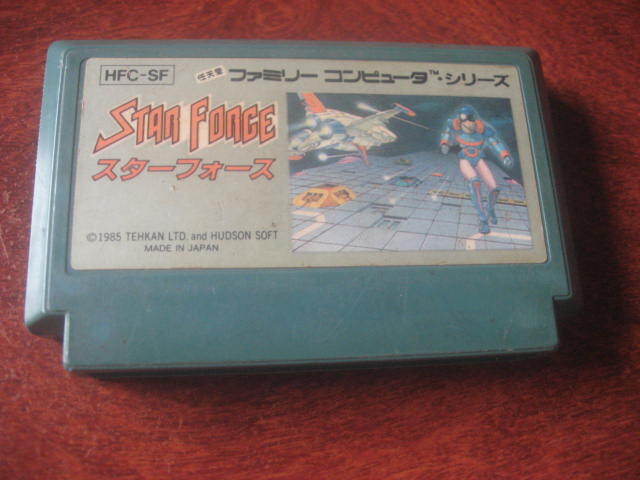 HFC-SF
任天堂 ファミリー コンピュータ™・シリーズ
STAR FORCE
スターフォース
©1985 TEHKAN LTD. and HUDSON SOFT
MADE IN JAPAN